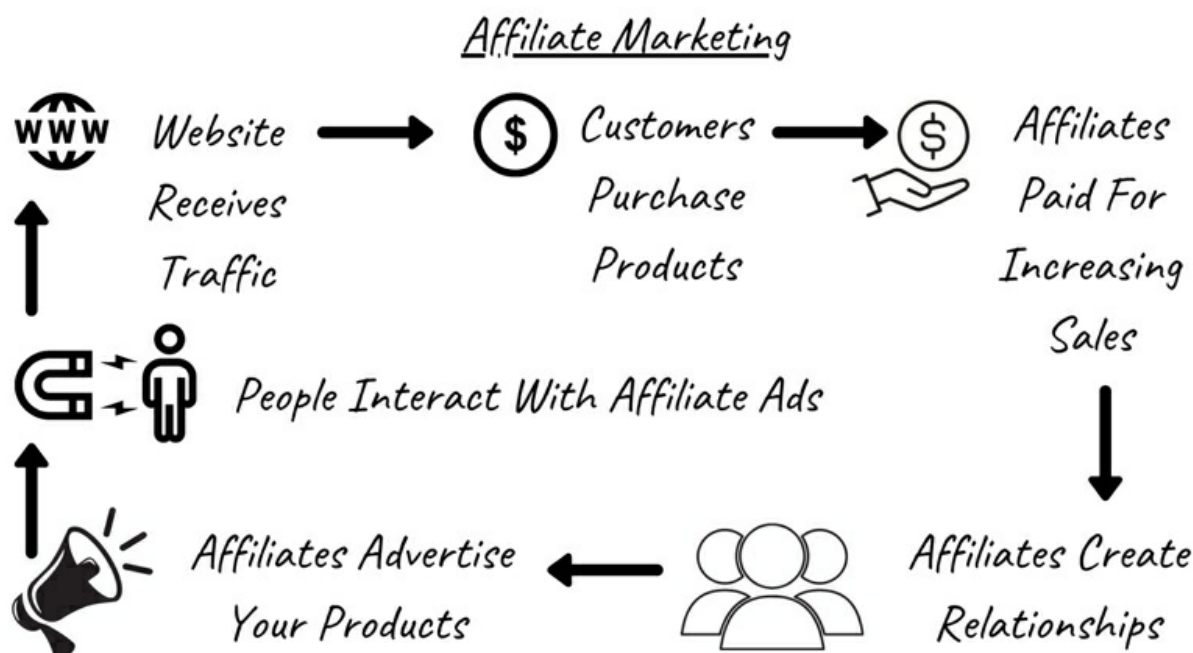 Affiliate Marketing
WWW
Website
Receives
Traffic
$
Customers
Purchase
Products
$
Affiliates
Paid For
Increasing
Sales
People Interact With Affiliate Ads
Affiliates Advertise
Your Products
Affiliates Create
Relationships